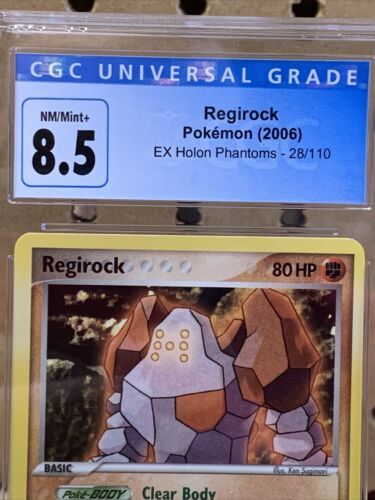 CGC UNIVERSAL GRADE
NM/Mint+
8.5
Regirock
Pokémon (2006)
EX Holon Phantoms - 28/110
Regirock
80 HP
BASIC
Illus. Ken Sugimori
Poké-BODY Clear Body